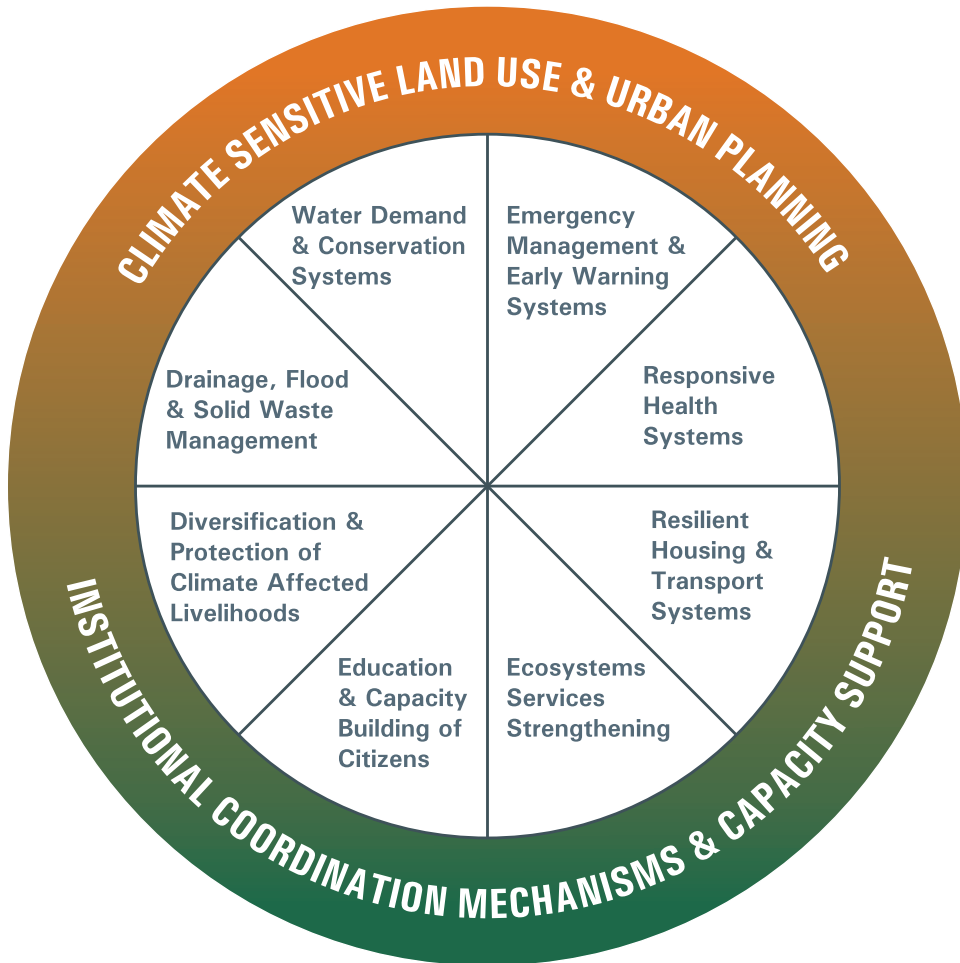 CLIMATE SENSITIVE LAND USE & URBAN PLANNING
Water Demand
& Conservation
Systems
Emergency
Management &
Early Warning
Systems
Responsive
Health
Systems
Resilient
Housing &
Transport
Systems
Ecosystems
Services
Strengthening
Education
& Capacity
Building of
Citizens
Diversification &
Protection of
Climate Affected
Livelihoods
Drainage, Flood
& Solid Waste
Management
INSTITUTIONAL COORDINATION MECHANISMS & CAPACITY SUPPORT